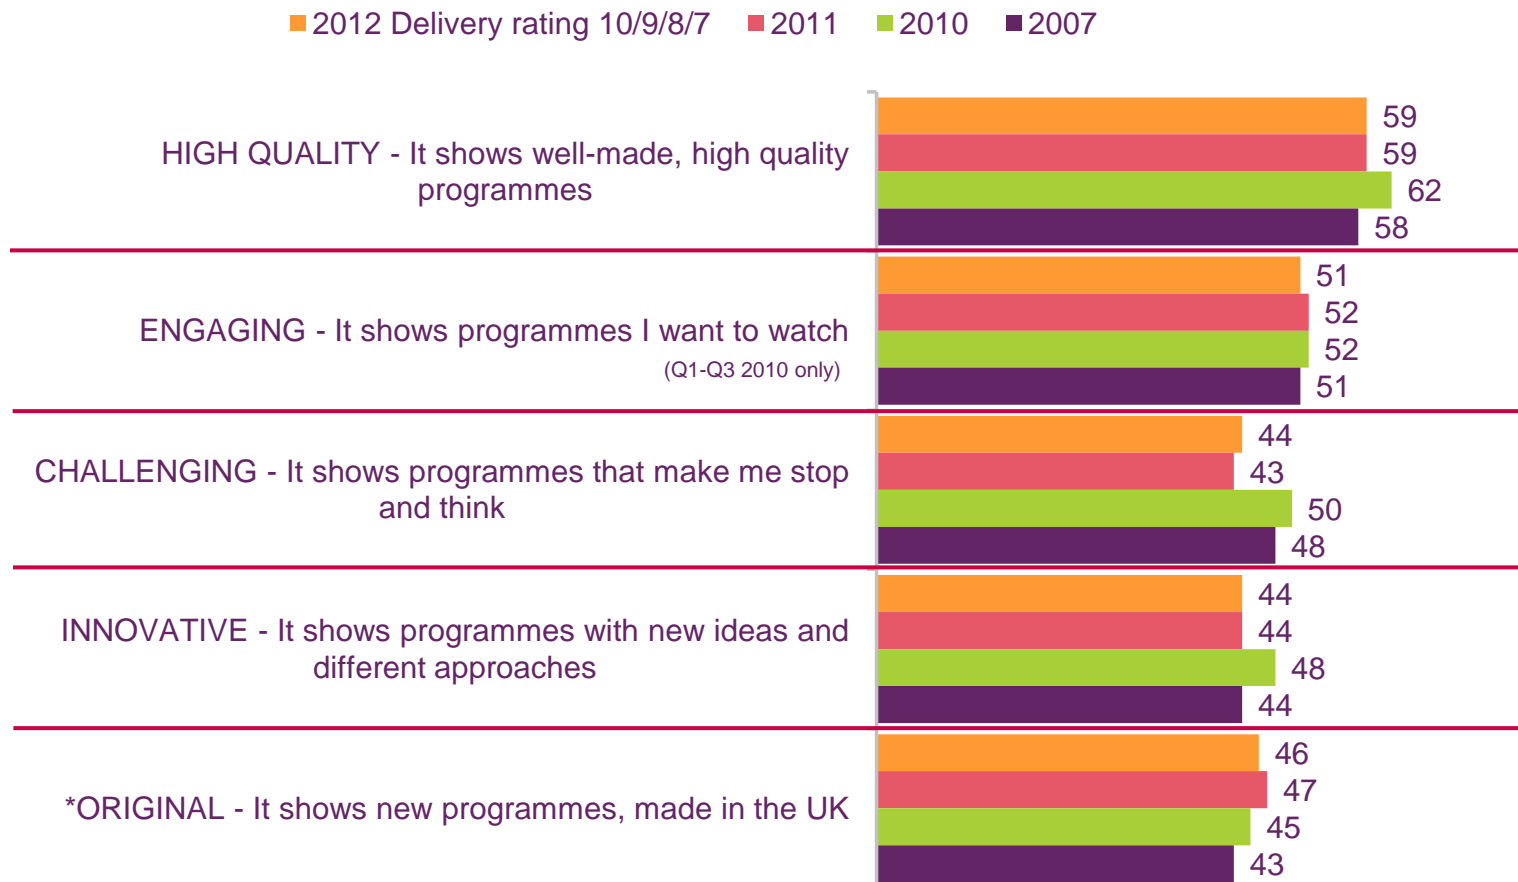 2012 Delivery rating 10/9/8/7 2011 2010 2007
HIGH QUALITY - It shows well-made, high quality
programmes
59
59
62
58
ENGAGING - It shows programmes I want to watch
(Q1-Q3 2010 only)
51
52
52
51
CHALLENGING - It shows programmes that make me stop
and think
44
43
50
48
INNOVATIVE - It shows programmes with new ideas and
different approaches
44
44
48
44
*ORIGINAL - It shows new programmes, made in the UK
46
47
45
43